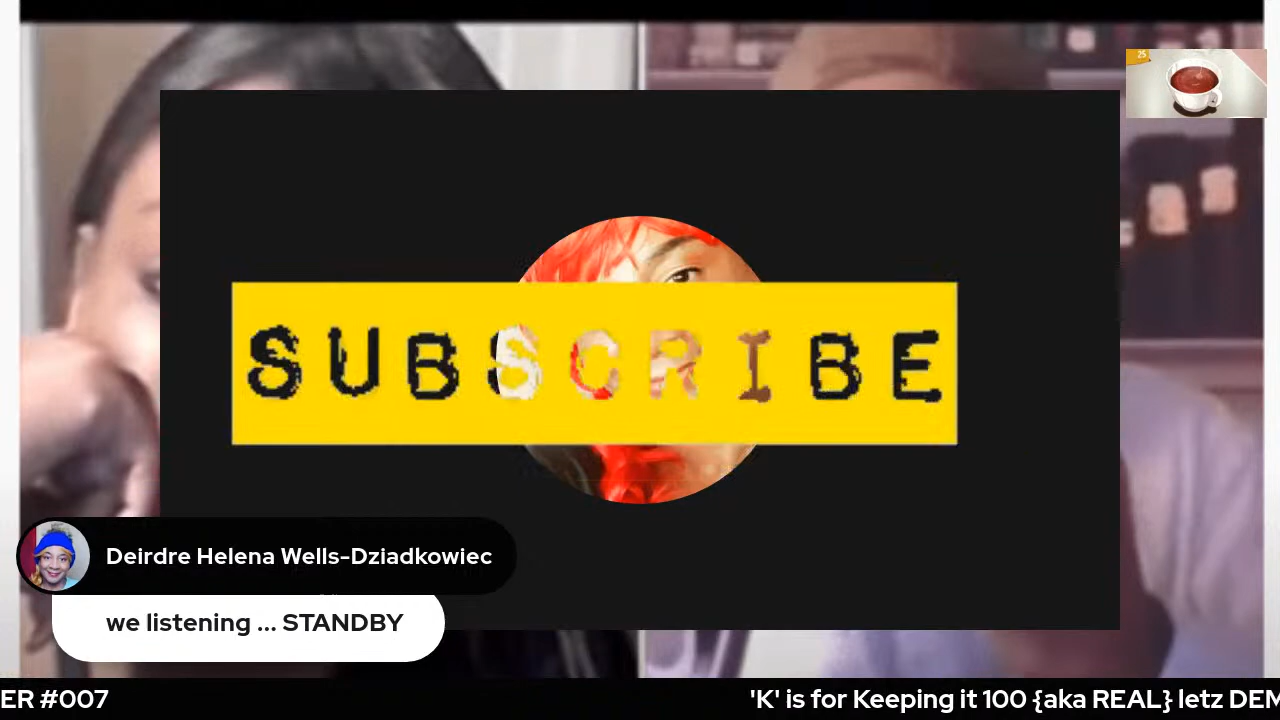 25
SUBSCRIBE
Deirdre Helena Wells-Dziadkowiec
we listening ... STANDBY
ER #007 'K' is for Keeping it 100 {aka REAL} letz DEM